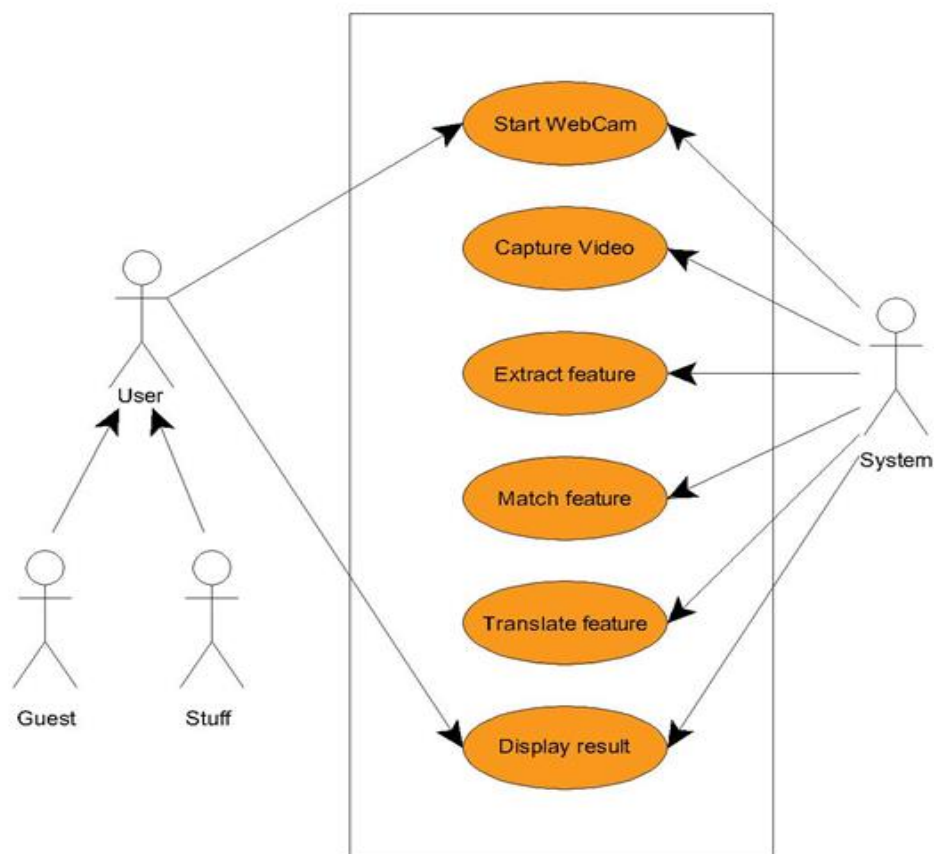 Start WebCam
Capture Video
Extract feature
Match feature
Translate feature
Display result
User
Guest
Stuff
System